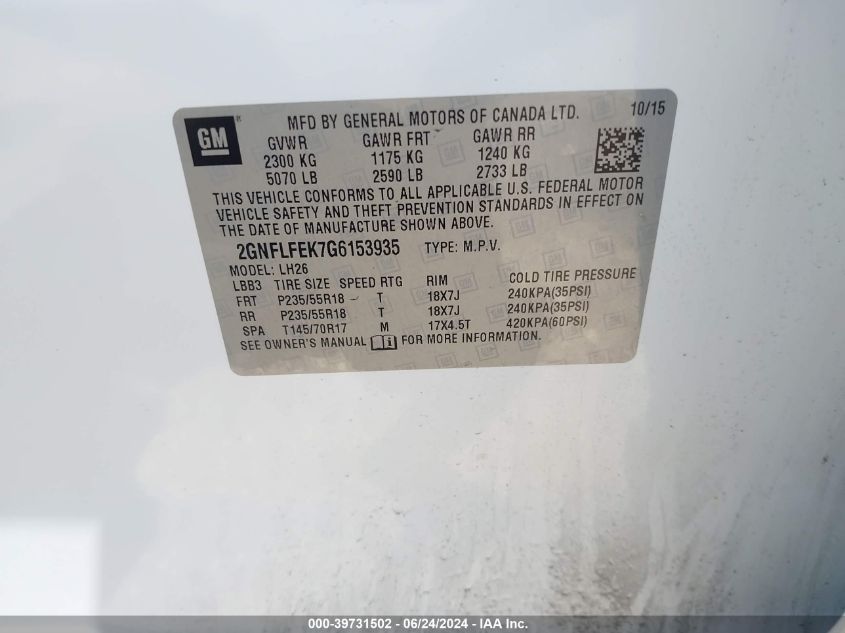 GM
MFD BY GENERAL MOTORS OF CANADA LTD. 10/15
GVWR GAWR FRT GAWR RR
2300 KG 1175 KG 1240 KG
5070 LB 2590 LB 2733 LB
THIS VEHICLE CONFORMS TO ALL APPLICABLE U.S. FEDERAL MOTOR
VEHICLE SAFETY AND THEFT PREVENTION STANDARDS IN EFFECT ON
THE DATE OF MANUFACTURE SHOWN ABOVE.
2GNFLFEK7G6153935 TYPE: M.P.V.
MODEL: LH26
LBB3 TIRE SIZE SPEED RTG RIM COLD TIRE PRESSURE
FRT P235/55R18 T 18X7J 240KPA(35PSI)
RR P235/55R18 T 18X7J 240KPA(35PSI)
SPA T145/70R17 M 17X4.5T 420KPA(60PSI)
SEE OWNER'S MANUAL FOR MORE INFORMATION.
000-39731502 - 06/24/2024 - IAA Inc.